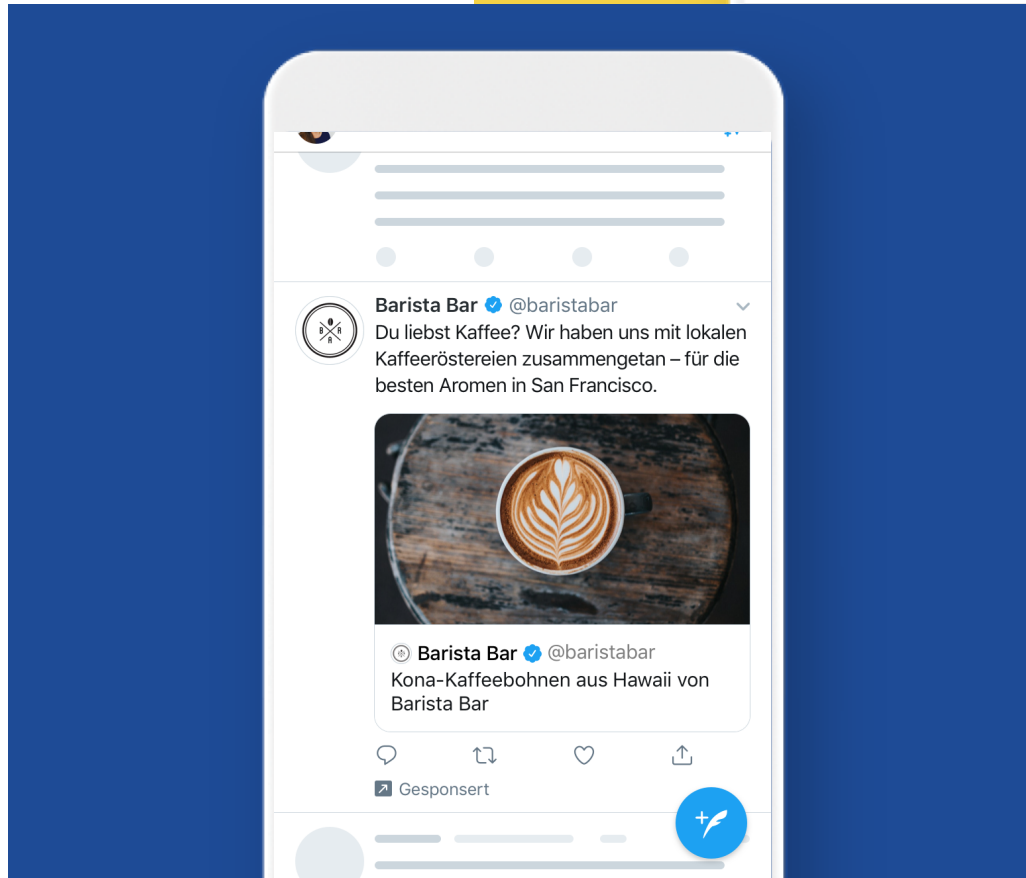 Barista Bar @baristabar
Du liebst Kaffee? Wir haben uns mit lokalen
Kaffeeröstereien zusammengetan – für die
besten Aromen in San Francisco.
B A R
A
Barista Bar @baristabar
Kona-Kaffeebohnen aus Hawaii von
Barista Bar
Gesponsert